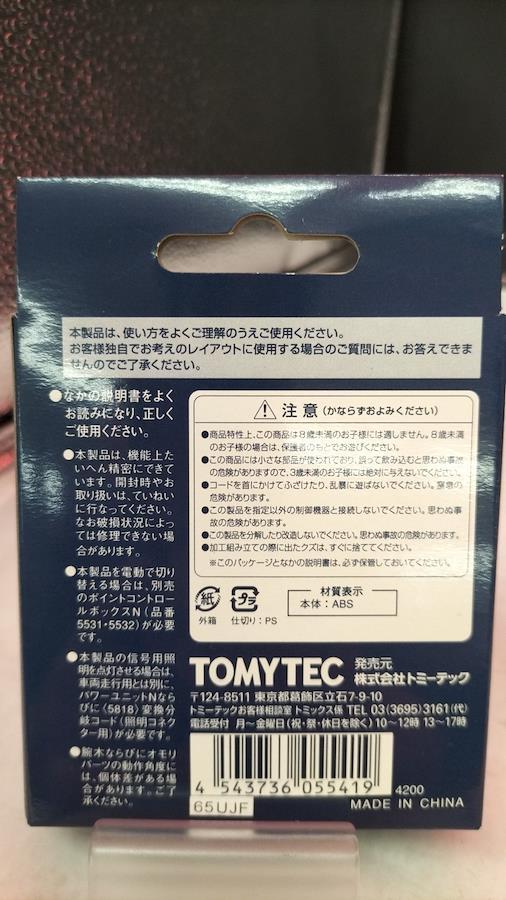 本製品は、使い方をよくご理解のうえご使用ください。
お客様独自でお考えのレイアウトに使用する場合のご質問には、お答えできま
せんのでご了承ください。
●なかの説明書をよく
お読みになり、正しく
ご使用ください。
●本製品は、機能上た
いへん精密にできて
います。開封時やお
取り扱いは、ていねい
に行なってください。
なお破損状況によっ
ては修理できない場
合があります。
●本製品を電動で切り
替える場合は、別売
のポイントコントロ
ールボックスN(品番
5531・5532)が必要
です。
●本製品の信号用照
明を点灯させる場合は、
車両走行用とは別に、
パワーユニットNなら
びに〈5818〉変換分
岐コード(照明コネク
ター用)が必要です。
●腕木ならびにオモリ
パーツの動作角度に
は、個体差がある場
合があります。ご了
承ください。
注意(かならずおよみください)
●商品特性上、この商品は8歳未満のお子様には適しません。8歳未満
のお子様の場合は、保護者のもとでお遊びください。
●この商品には小さな部品が使われており、誤って飲み込むと思わぬ事故
の危険がありますので、3歳未満のお子様には絶対に与えないでください。
●コードを首にかけてふざけたり、乱暴に遊ばないでください。窒息の
危険があります。
●この製品を指定以外の制御機器と接続しないでください。思わぬ事
故の危険があります。
●この製品を分解したり改造しないでください。思わぬ事故の危険があります。
●加工組み立ての際に出たクズは、すぐに捨ててください。
※このパッケージとなかの説明書は、必ず保管しておいてください。
紙
プラ
外箱
仕切り:PS
材質表示
本体:ABS
TOMYTEC
発売元
株式会社トミーテック
〒124-8511 東京都葛飾区立石7-9-10
トミーテックお客様相談室 トミックス係 TEL 03(3695)3161(代)
電話受付 月〜金曜日(祝・祭・休日を除く)10〜12時 13〜17時
4 543736 055419
4200
65UJF
MADE IN CHINA